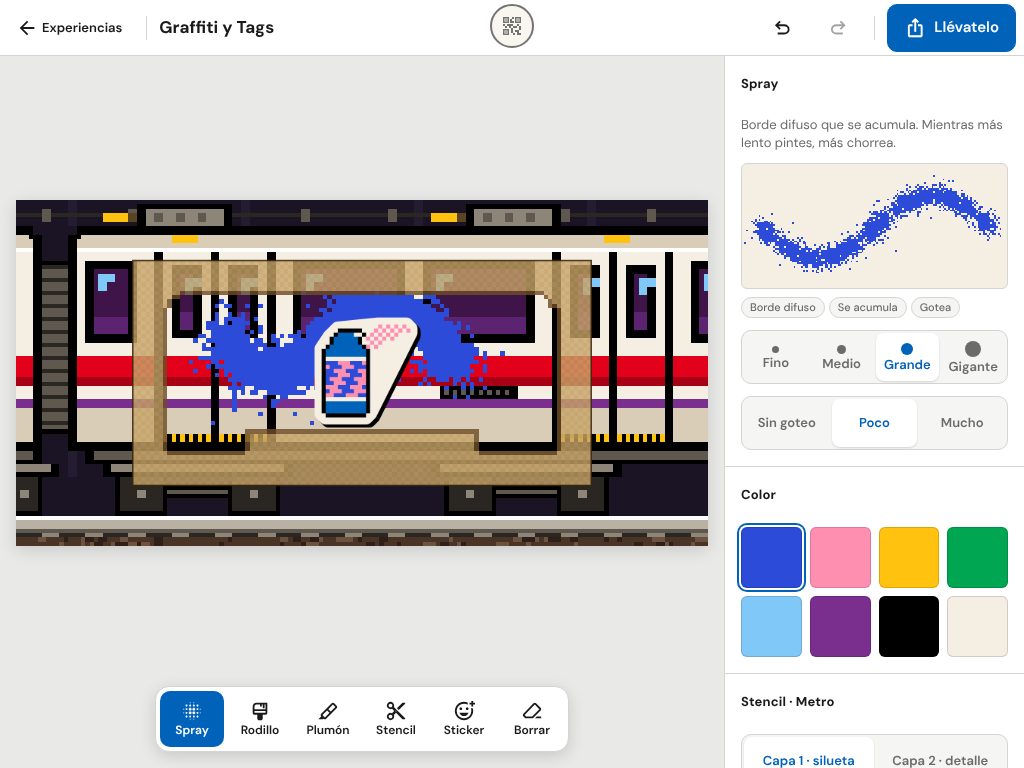 Experiencias
Graffiti y Tags
Llévatelo
Spray
Borde difuso que se acumula. Mientras más
lento pintes, más chorrea.
Borde difuso
Se acumula
Gotea
Fino
Medio
Grande
Gigante
Sin goteo
Poco
Mucho
Color
Stencil · Metro
Capa 1 · silueta
Capa 2 · detalle
Spray
Rodillo
Plumón
Stencil
Sticker
Borrar